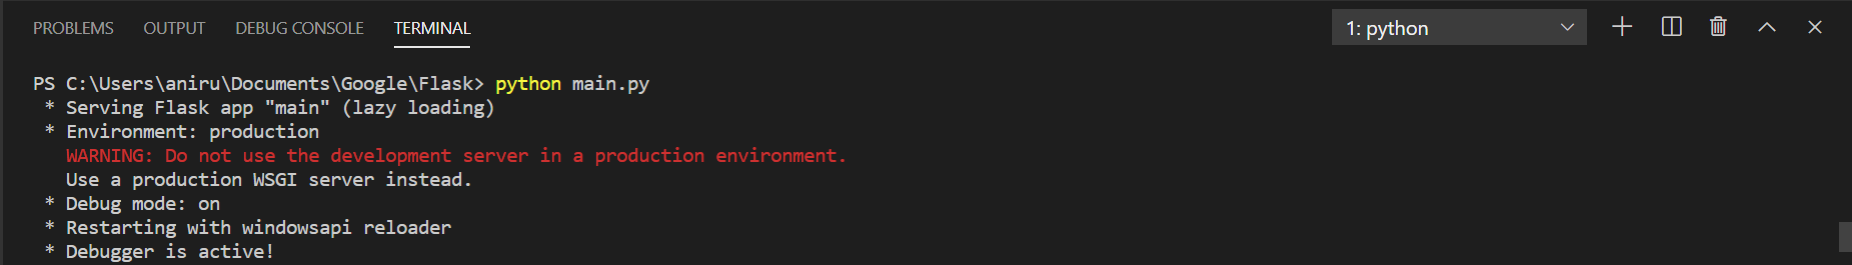 PROBLEMS OUTPUT DEBUG CONSOLE TERMINAL 1: python
PS C:\Users\aniru\Documents\Google\Flask> python main.py
* Serving Flask app "main" (lazy loading)
* Environment: production
WARNING: Do not use the development server in a production environment.
Use a production WSGI server instead.
* Debug mode: on
* Restarting with windowsapi reloader
* Debugger is active!